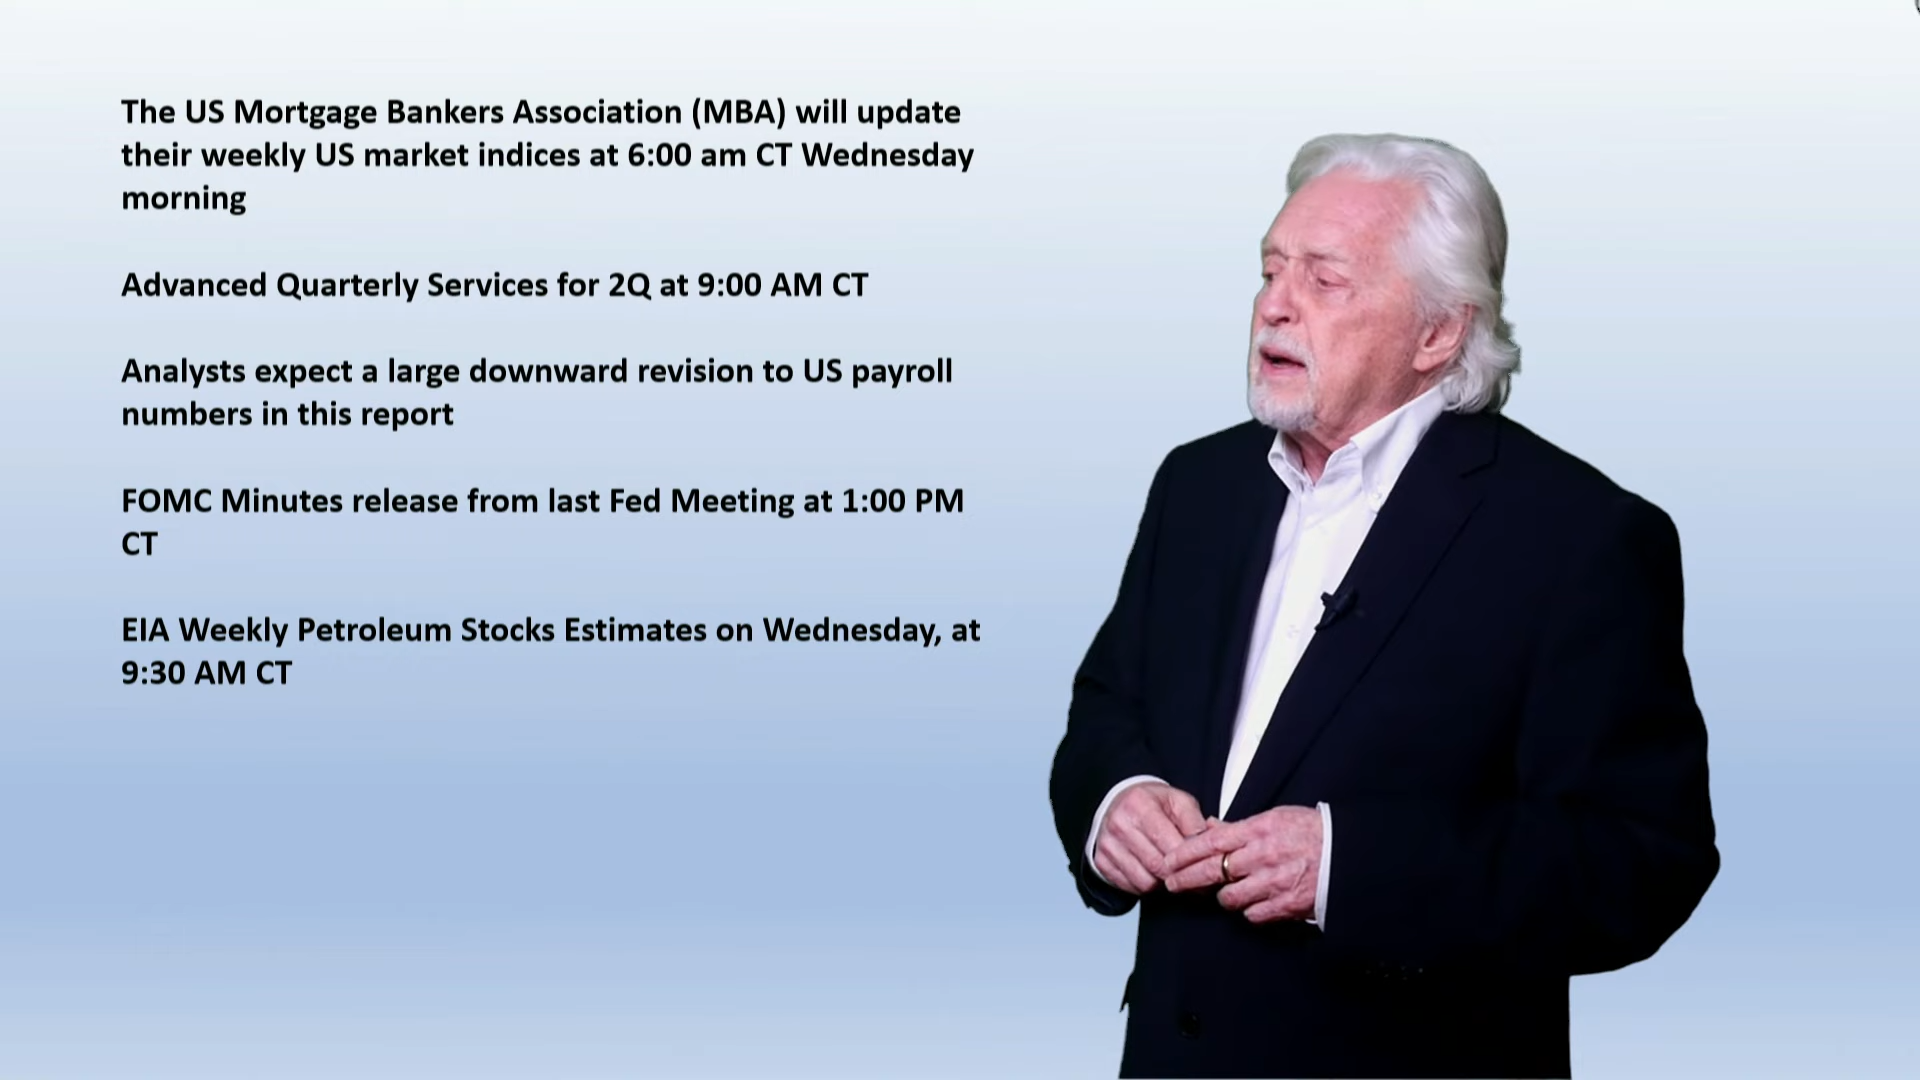 The US Mortgage Bankers Association (MBA) will update
their weekly US market indices at 6:00 am CT Wednesday
morning
Advanced Quarterly Services for 2Q at 9:00 AM CT
Analysts expect a large downward revision to US payroll
numbers in this report
FOMC Minutes release from last Fed Meeting at 1:00 PM
CT
EIA Weekly Petroleum Stocks Estimates on Wednesday, at
9:30 AM CT